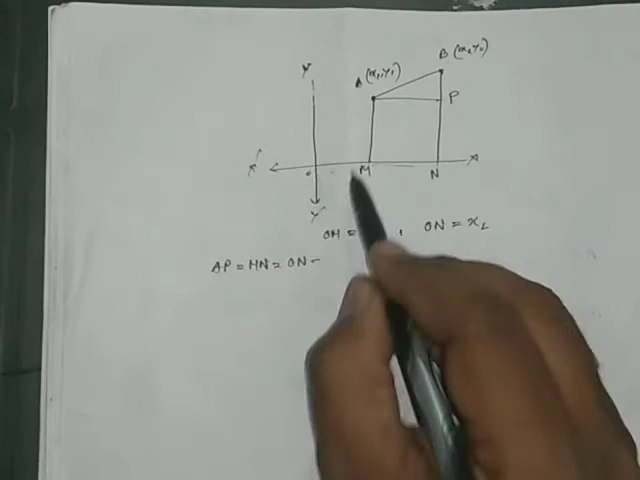 Y
B (x₂, y₂)
A (x₁, y₁)
P
X'
O
M
N
X
Y'
OM = , ON = x₂
AP = MN = ON -